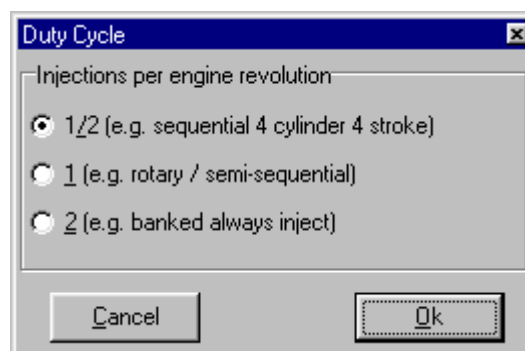 Duty Cycle
Injections per engine revolution
1/2 (e.g. sequential 4 cylinder 4 stroke)
1 (e.g. rotary / semi-sequential)
2 (e.g. banked always inject)
Cancel
Ok